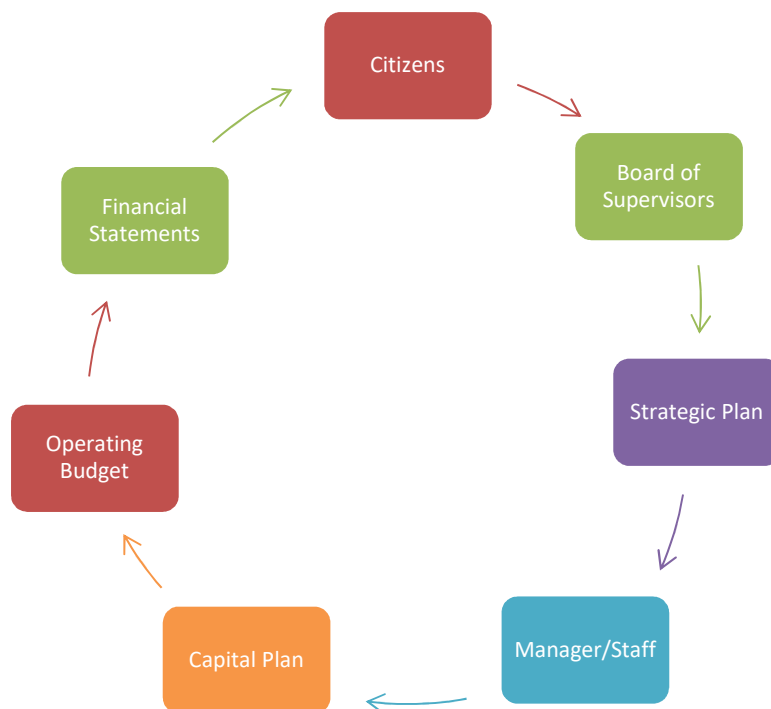 Citizens
Board of
Supervisors
Strategic Plan
Manager/Staff
Capital Plan
Operating
Budget
Financial
Statements